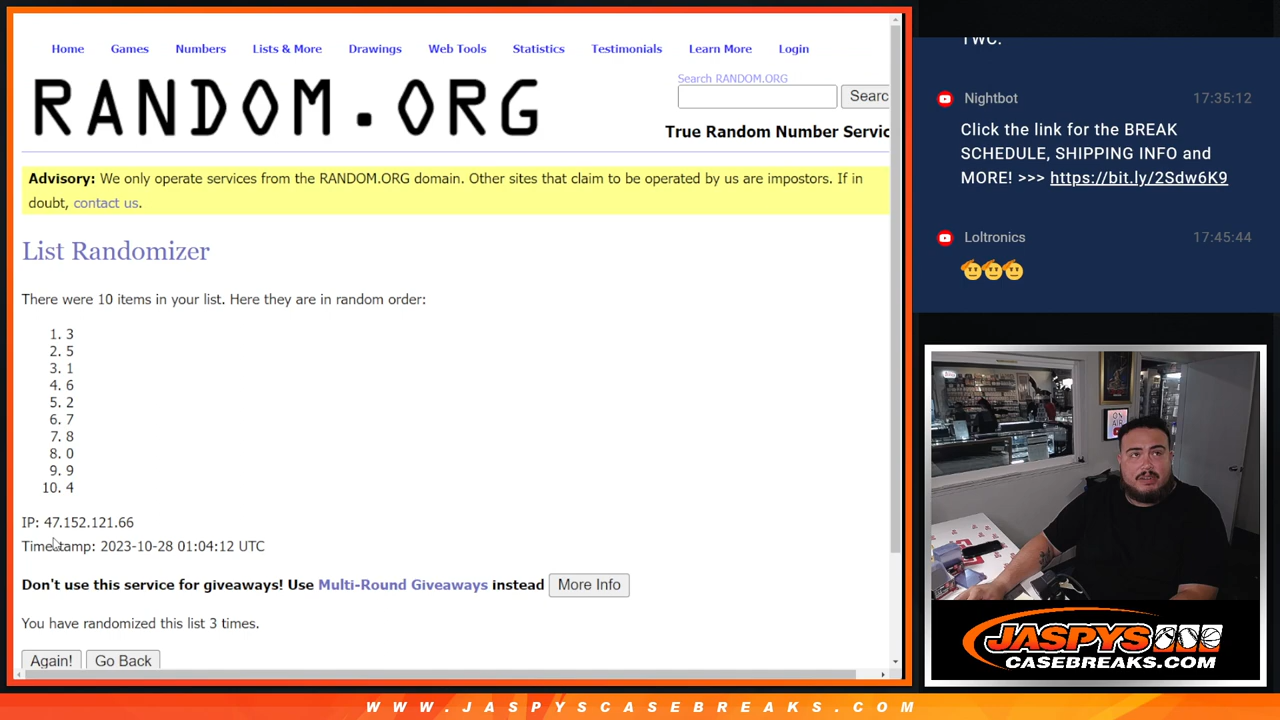 Home Games Numbers Lists & More Drawings Web Tools Statistics Testimonials Learn More Login
RANDOM.ORG
Search RANDOM.ORG
Searc
True Random Number Servic
Advisory: We only operate services from the RANDOM.ORG domain. Other sites that claim to be operated by us are impostors. If in
doubt, contact us.
List Randomizer
There were 10 items in your list. Here they are in random order:
1. 3
2. 5
3. 1
4. 6
5. 2
6. 7
7. 8
8. 0
9. 9
10. 4
IP: 47.152.121.66
Timestamp: 2023-10-28 01:04:12 UTC
Don't use this service for giveaways! Use Multi-Round Giveaways instead More Info
You have randomized this list 3 times.
Again! Go Back
TWC.
Nightbot 17:35:12
Click the link for the BREAK
SCHEDULE, SHIPPING INFO and
MORE! >>> https://bit.ly/2Sdw6K9
Loltronics 17:45:44
ON
AIR
JASPYS
CASEBREAKS.COM
WWW.JASPYSCASEBREAKS.COM